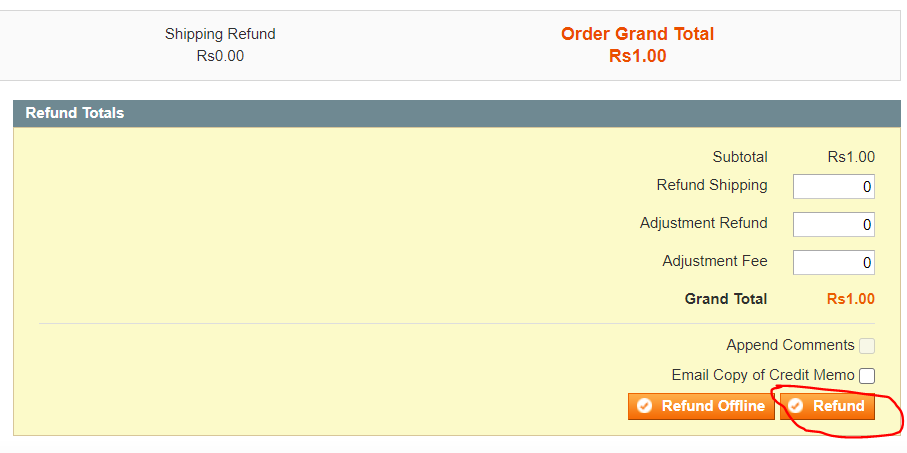 Shipping Refund
Rs0.00
Order Grand Total
Rs1.00
Refund Totals
Subtotal Rs1.00
Refund Shipping 0
Adjustment Refund 0
Adjustment Fee 0
Grand Total Rs1.00
Append Comments
Email Copy of Credit Memo
Refund Offline Refund